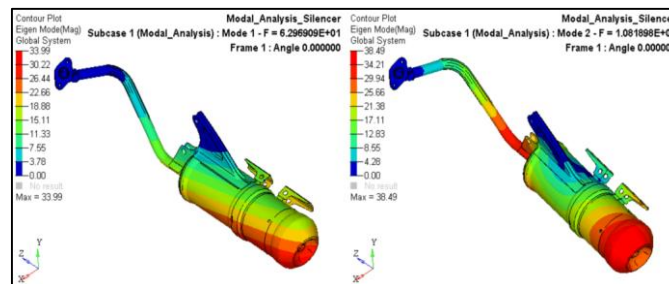 Contour Plot
Eigen Mode(Mag)
Global System
Modal_Analysis_Silencer
Subcase 1 (Modal_Analysis) : Mode 1 - F = 6.296909E+01
Frame 1 : Angle 0.000000
33.99
30.22
26.44
22.66
18.88
15.11
11.33
7.55
3.78
0.00
No result
Max = 33.99
Y
Z
X
Contour Plot
Eigen Mode(Mag)
Global System
Modal_Analysis_Silencer
Subcase 1 (Modal_Analysis) : Mode 2 - F = 1.081898E+0
Frame 1 : Angle 0.000000
38.49
34.21
29.94
25.66
21.38
17.11
12.83
8.55
4.28
0.00
No result
Max = 38.49
Y
Z
X